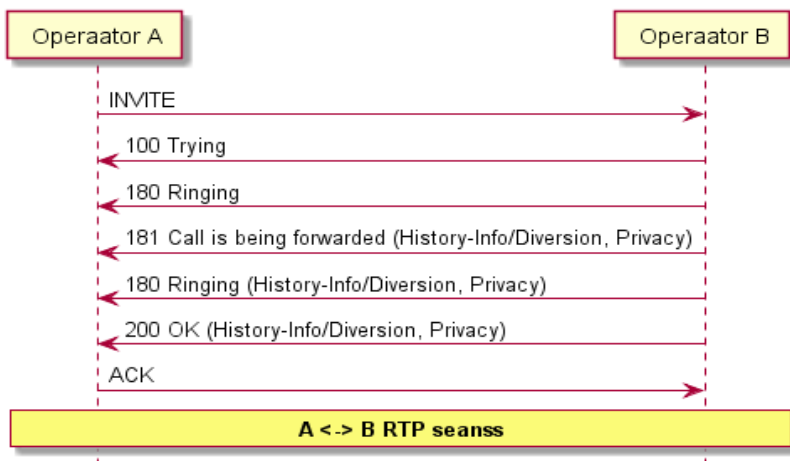 Operaator A
Operaator B
INVITE
100 Trying
180 Ringing
181 Call is being forwarded (History-Info/Diversion, Privacy)
180 Ringing (History-Info/Diversion, Privacy)
200 OK (History-Info/Diversion, Privacy)
ACK
A <-> B RTP seanss